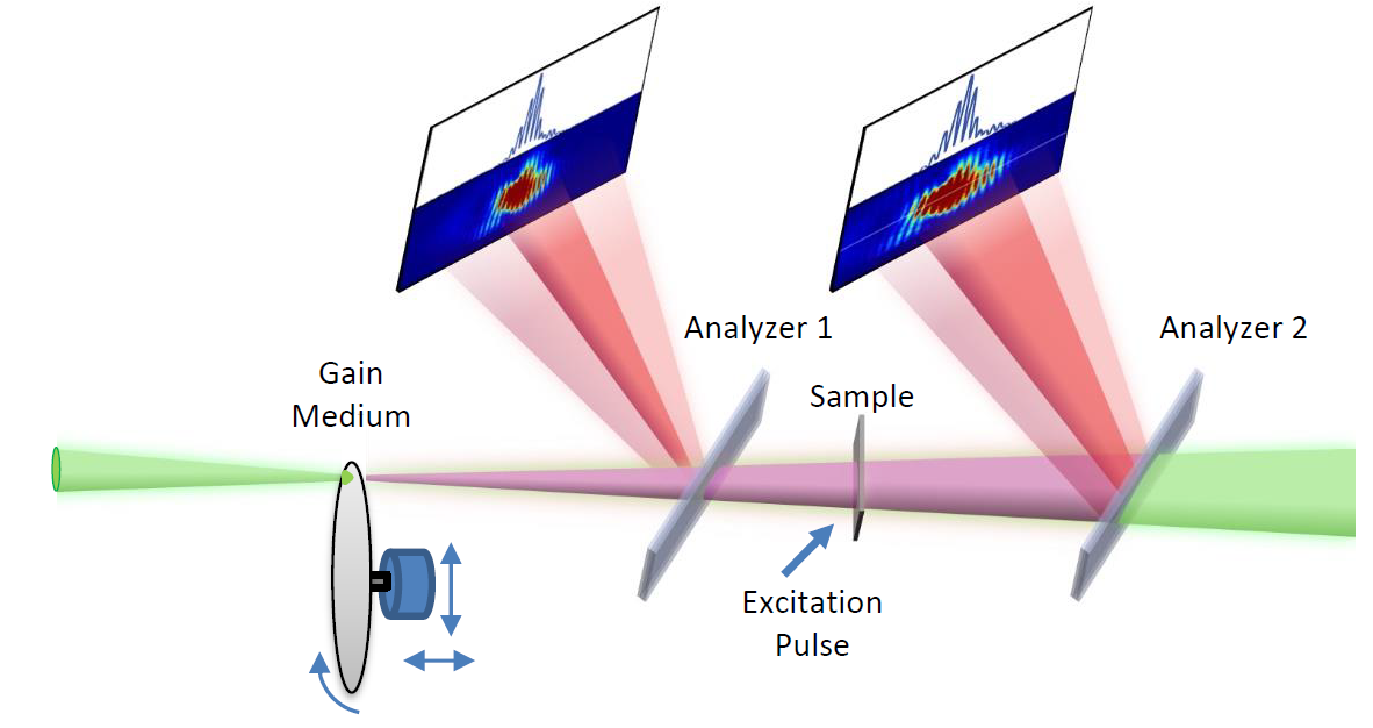 Analyzer 1
Analyzer 2
Gain
Medium
Sample
Excitation
Pulse